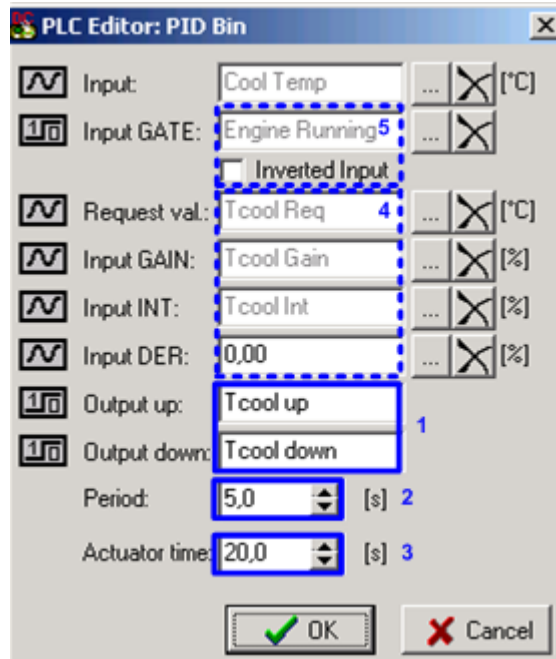 PLC Editor: PID Bin
Input: Cool Temp ... [°C]
Input GATE: Engine Running 5 ...
Inverted Input
Request val.: Tcool Req 4 ... [°C]
Input GAIN: Tcool Gain ... [%]
Input INT: Tcool Int ... [%]
Input DER: 0,00 ... [%]
Output up: Tcool up
1
Output down: Tcool down
Period: 5,0 [s] 2
Actuator time: 20,0 [s] 3
OK Cancel